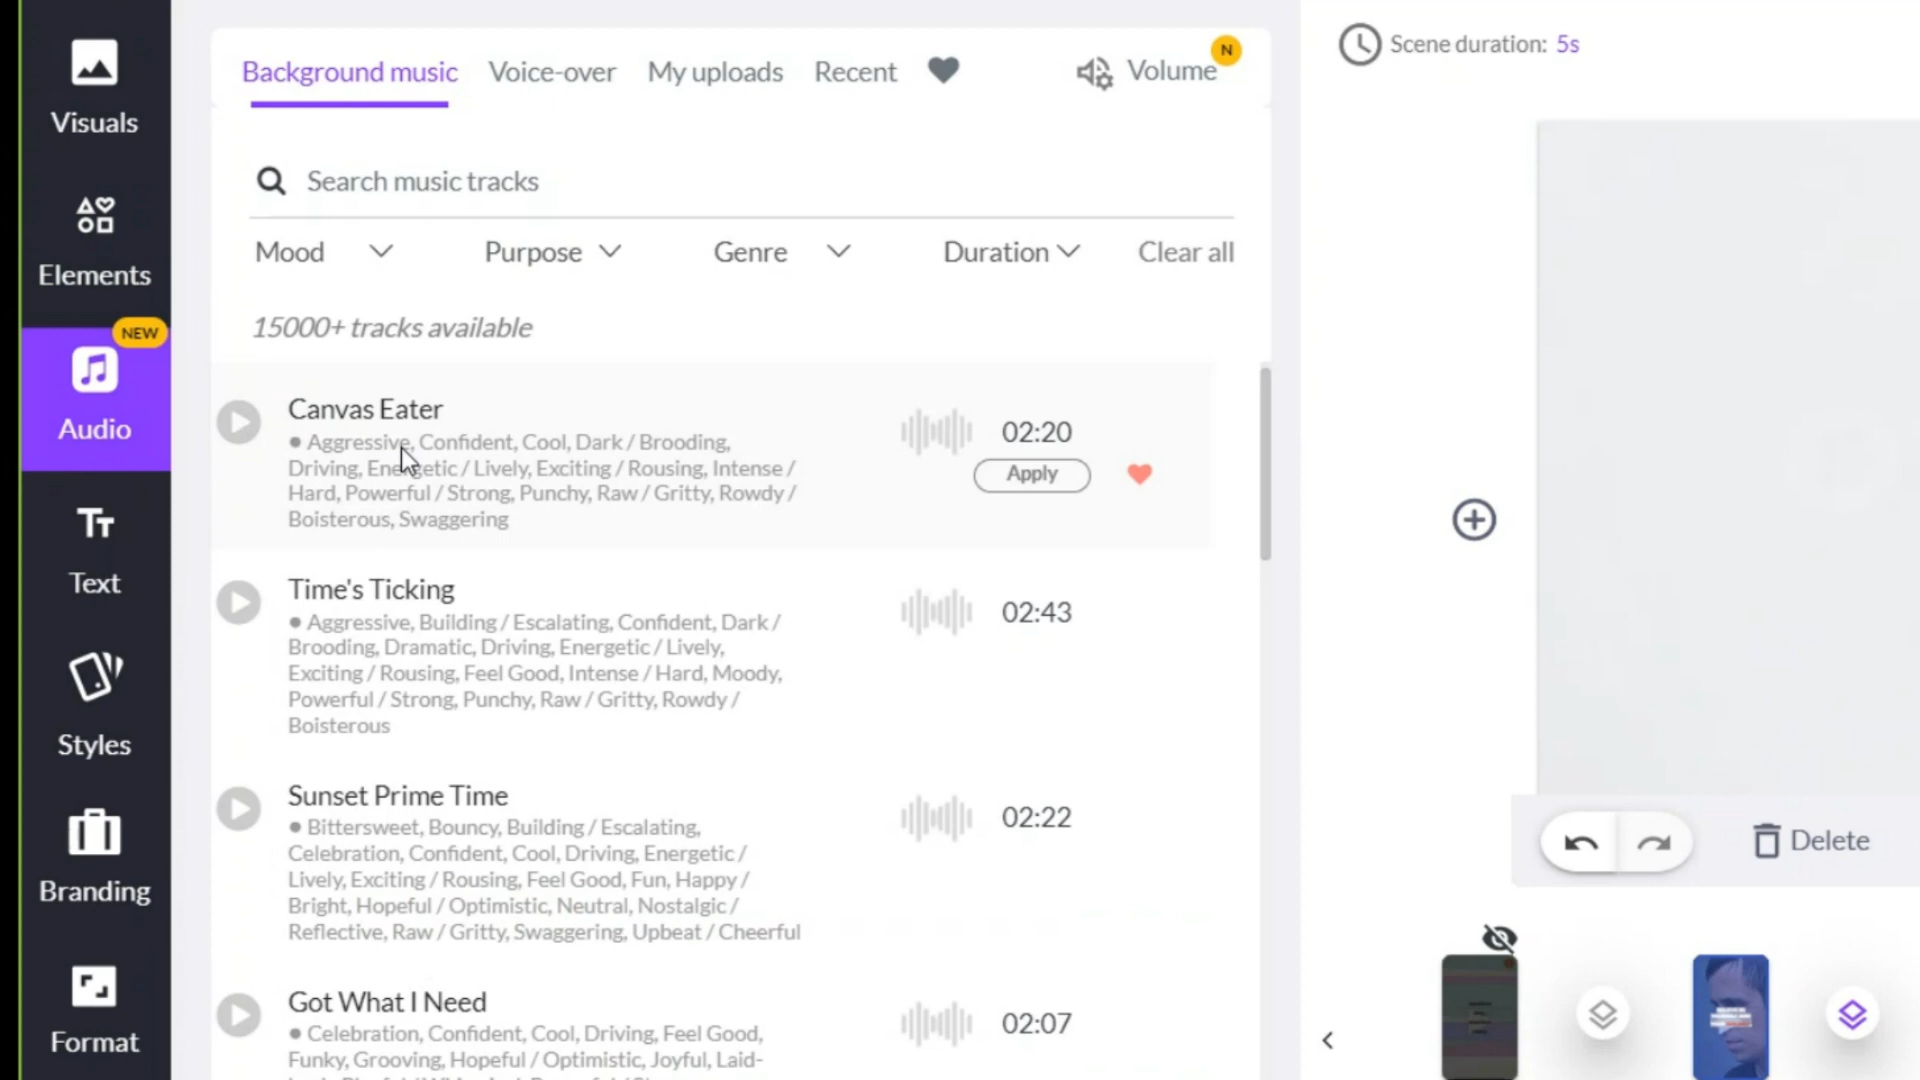 Visuals
Elements
NEW
Audio
Text
Styles
Branding
Format
Background music
Voice-over
My uploads
Recent
Volume
N
Search music tracks
Mood
Purpose
Genre
Duration
Clear all
15000+ tracks available
Canvas Eater
Aggressive, Confident, Cool, Dark / Brooding,
Driving, Energetic / Lively, Exciting / Rousing, Intense /
Hard, Powerful / Strong, Punchy, Raw / Gritty, Rowdy /
Boisterous, Swaggering
02:20
Apply
Time's Ticking
Aggressive, Building / Escalating, Confident, Dark /
Brooding, Dramatic, Driving, Energetic / Lively,
Exciting / Rousing, Feel Good, Intense / Hard, Moody,
Powerful / Strong, Punchy, Raw / Gritty, Rowdy /
Boisterous
02:43
Sunset Prime Time
Bittersweet, Bouncy, Building / Escalating,
Celebration, Confident, Cool, Driving, Energetic /
Lively, Exciting / Rousing, Feel Good, Fun, Happy /
Bright, Hopeful / Optimistic, Neutral, Nostalgic /
Reflective, Raw / Gritty, Swaggering, Upbeat / Cheerful
02:22
Got What I Need
Celebration, Confident, Cool, Driving, Feel Good,
Funky, Grooving, Hopeful / Optimistic, Joyful, Laid-
02:07
Scene duration: 5s
Delete